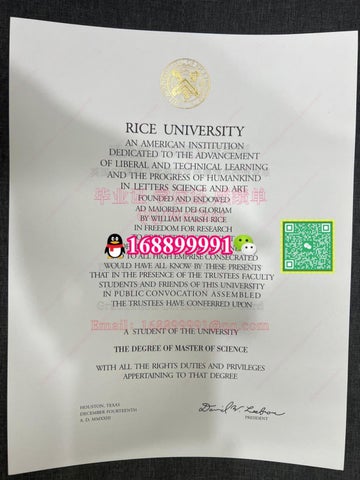 RICE UNIVERSITY
AN AMERICAN INSTITUTION
DEDICATED TO THE ADVANCEMENT
OF LIBERAL AND TECHNICAL LEARNING
AND THE PROGRESS OF HUMANKIND
IN LETTERS SCIENCE AND ART
FOUNDED AND ENDOWED
AD MAIOREM DEI GLORIAM
BY WILLIAM MARSH RICE
IN FREEDOM FOR RESEARCH
168899991
TO ALL HIGH EMPRISE CONSECRATED
WOULD HAVE ALL KNOW BY THESE PRESENTS
THAT IN THE PRESENCE OF THE TRUSTEES FACULTY
STUDENTS AND FRIENDS OF THIS UNIVERSITY
IN PUBLIC CONVOCATION ASSEMBLED
THE TRUSTEES HAVE CONFERRED UPON
Email: 168899991@qq.com
A STUDENT OF THE UNIVERSITY
THE DEGREE OF MASTER OF SCIENCE
WITH ALL THE RIGHTS DUTIES AND PRIVILEGES
APPERTAINING TO THAT DEGREE
HOUSTON, TEXAS
DECEMBER FOURTEENTH
PRESIDENT